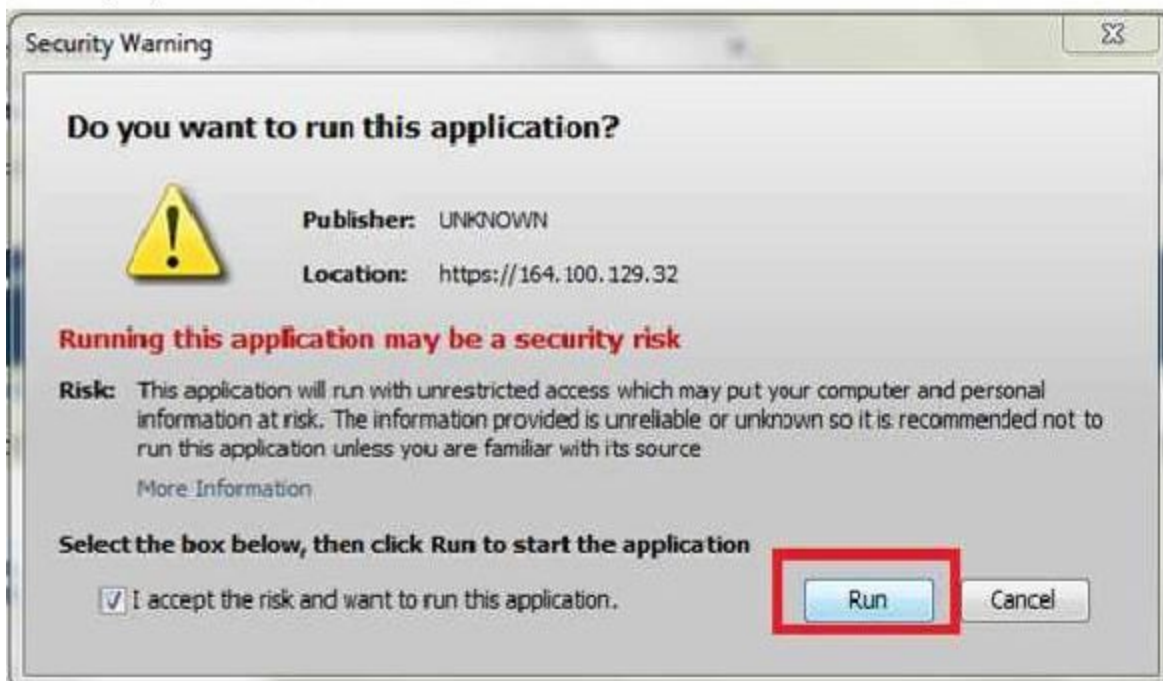 Security Warning
Do you want to run this application?
Publisher: UNKNOWN
Location: https://164.100.129.32
Running this application may be a security risk
Risk: This application will run with unrestricted access which may put your computer and personal
information at risk. The information provided is unreliable or unknown so it is recommended not to
run this application unless you are familiar with its source
More Information
Select the box below, then click Run to start the application
I accept the risk and want to run this application.
Run Cancel